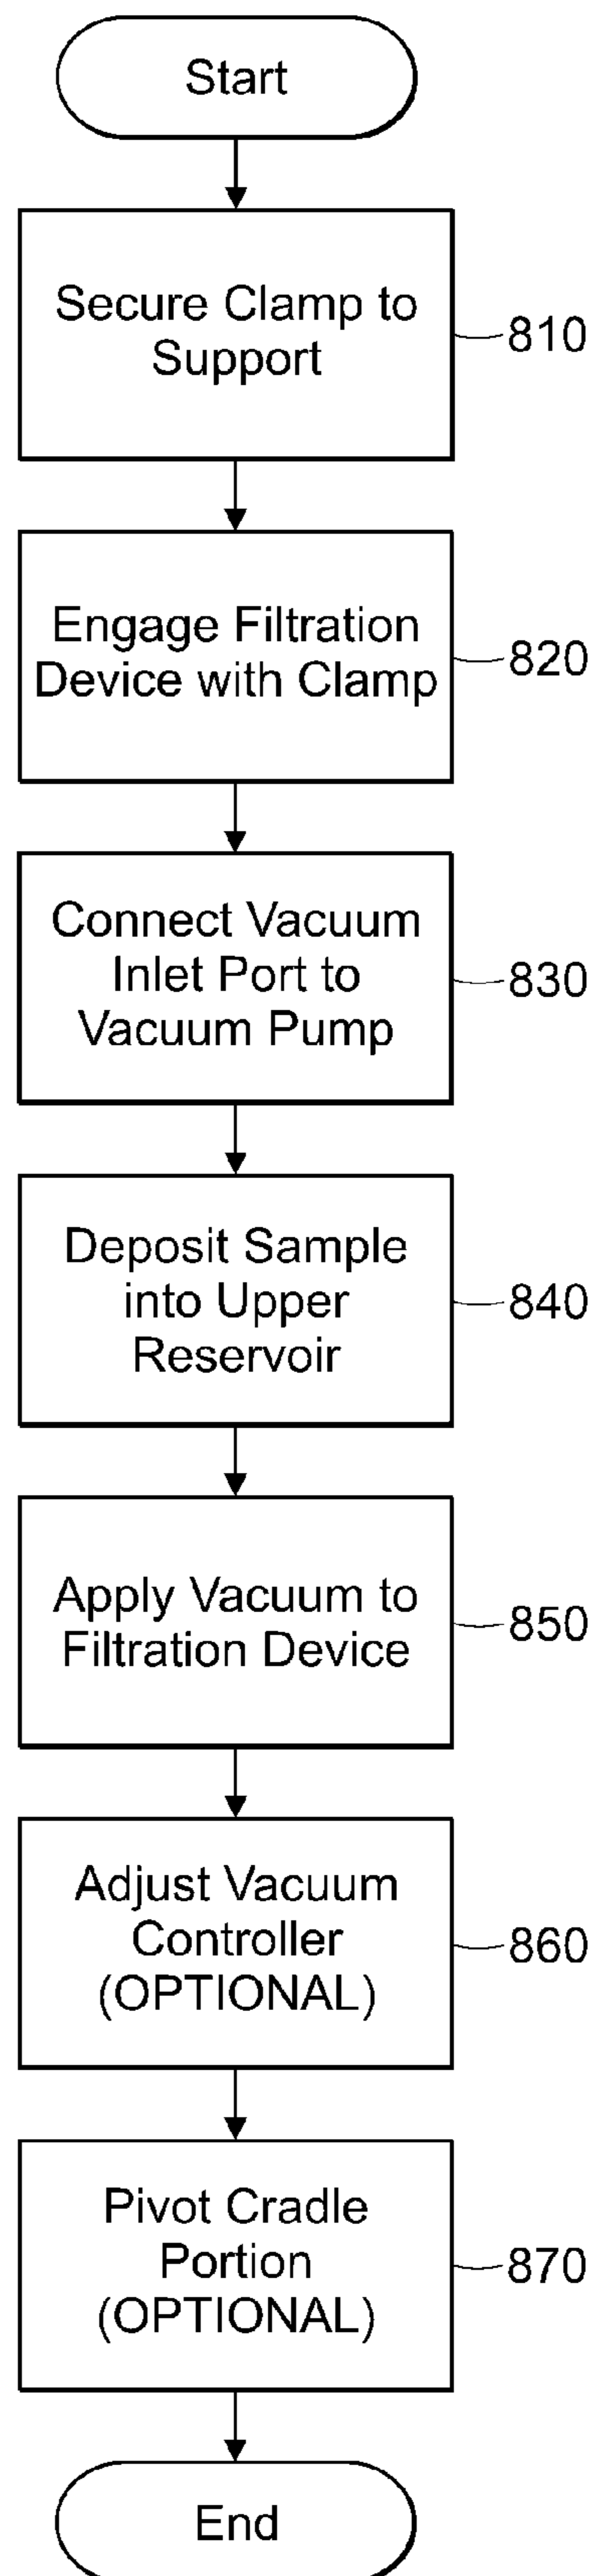 Start
Secure Clamp to
Support
810
Engage Filtration
Device with Clamp
820
Connect Vacuum
Inlet Port to
Vacuum Pump
830
Deposit Sample
into Upper
Reservoir
840
Apply Vacuum to
Filtration Device
850
Adjust Vacuum
Controller
(OPTIONAL)
860
Pivot Cradle
Portion
(OPTIONAL)
870
End